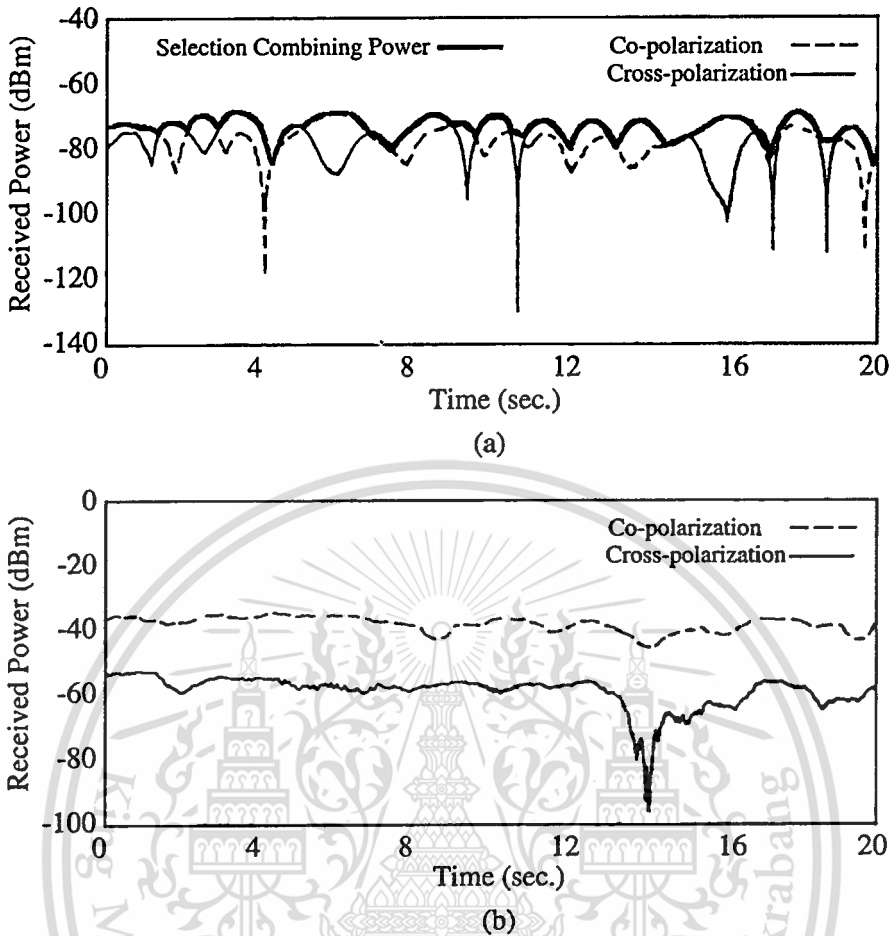 -40
Selection Combining Power
Co-polarization
Cross-polarization
-60
-80
-100
-120
-140
Received Power (dBm)
0 4 8 12 16 20
Time (sec.)
(a)
0
Co-polarization
Cross-polarization
-20
-40
-60
-80
-100
Received Power (dBm)
0 4 8 12 16 20
Time (sec.)
(b)
King M
krabang